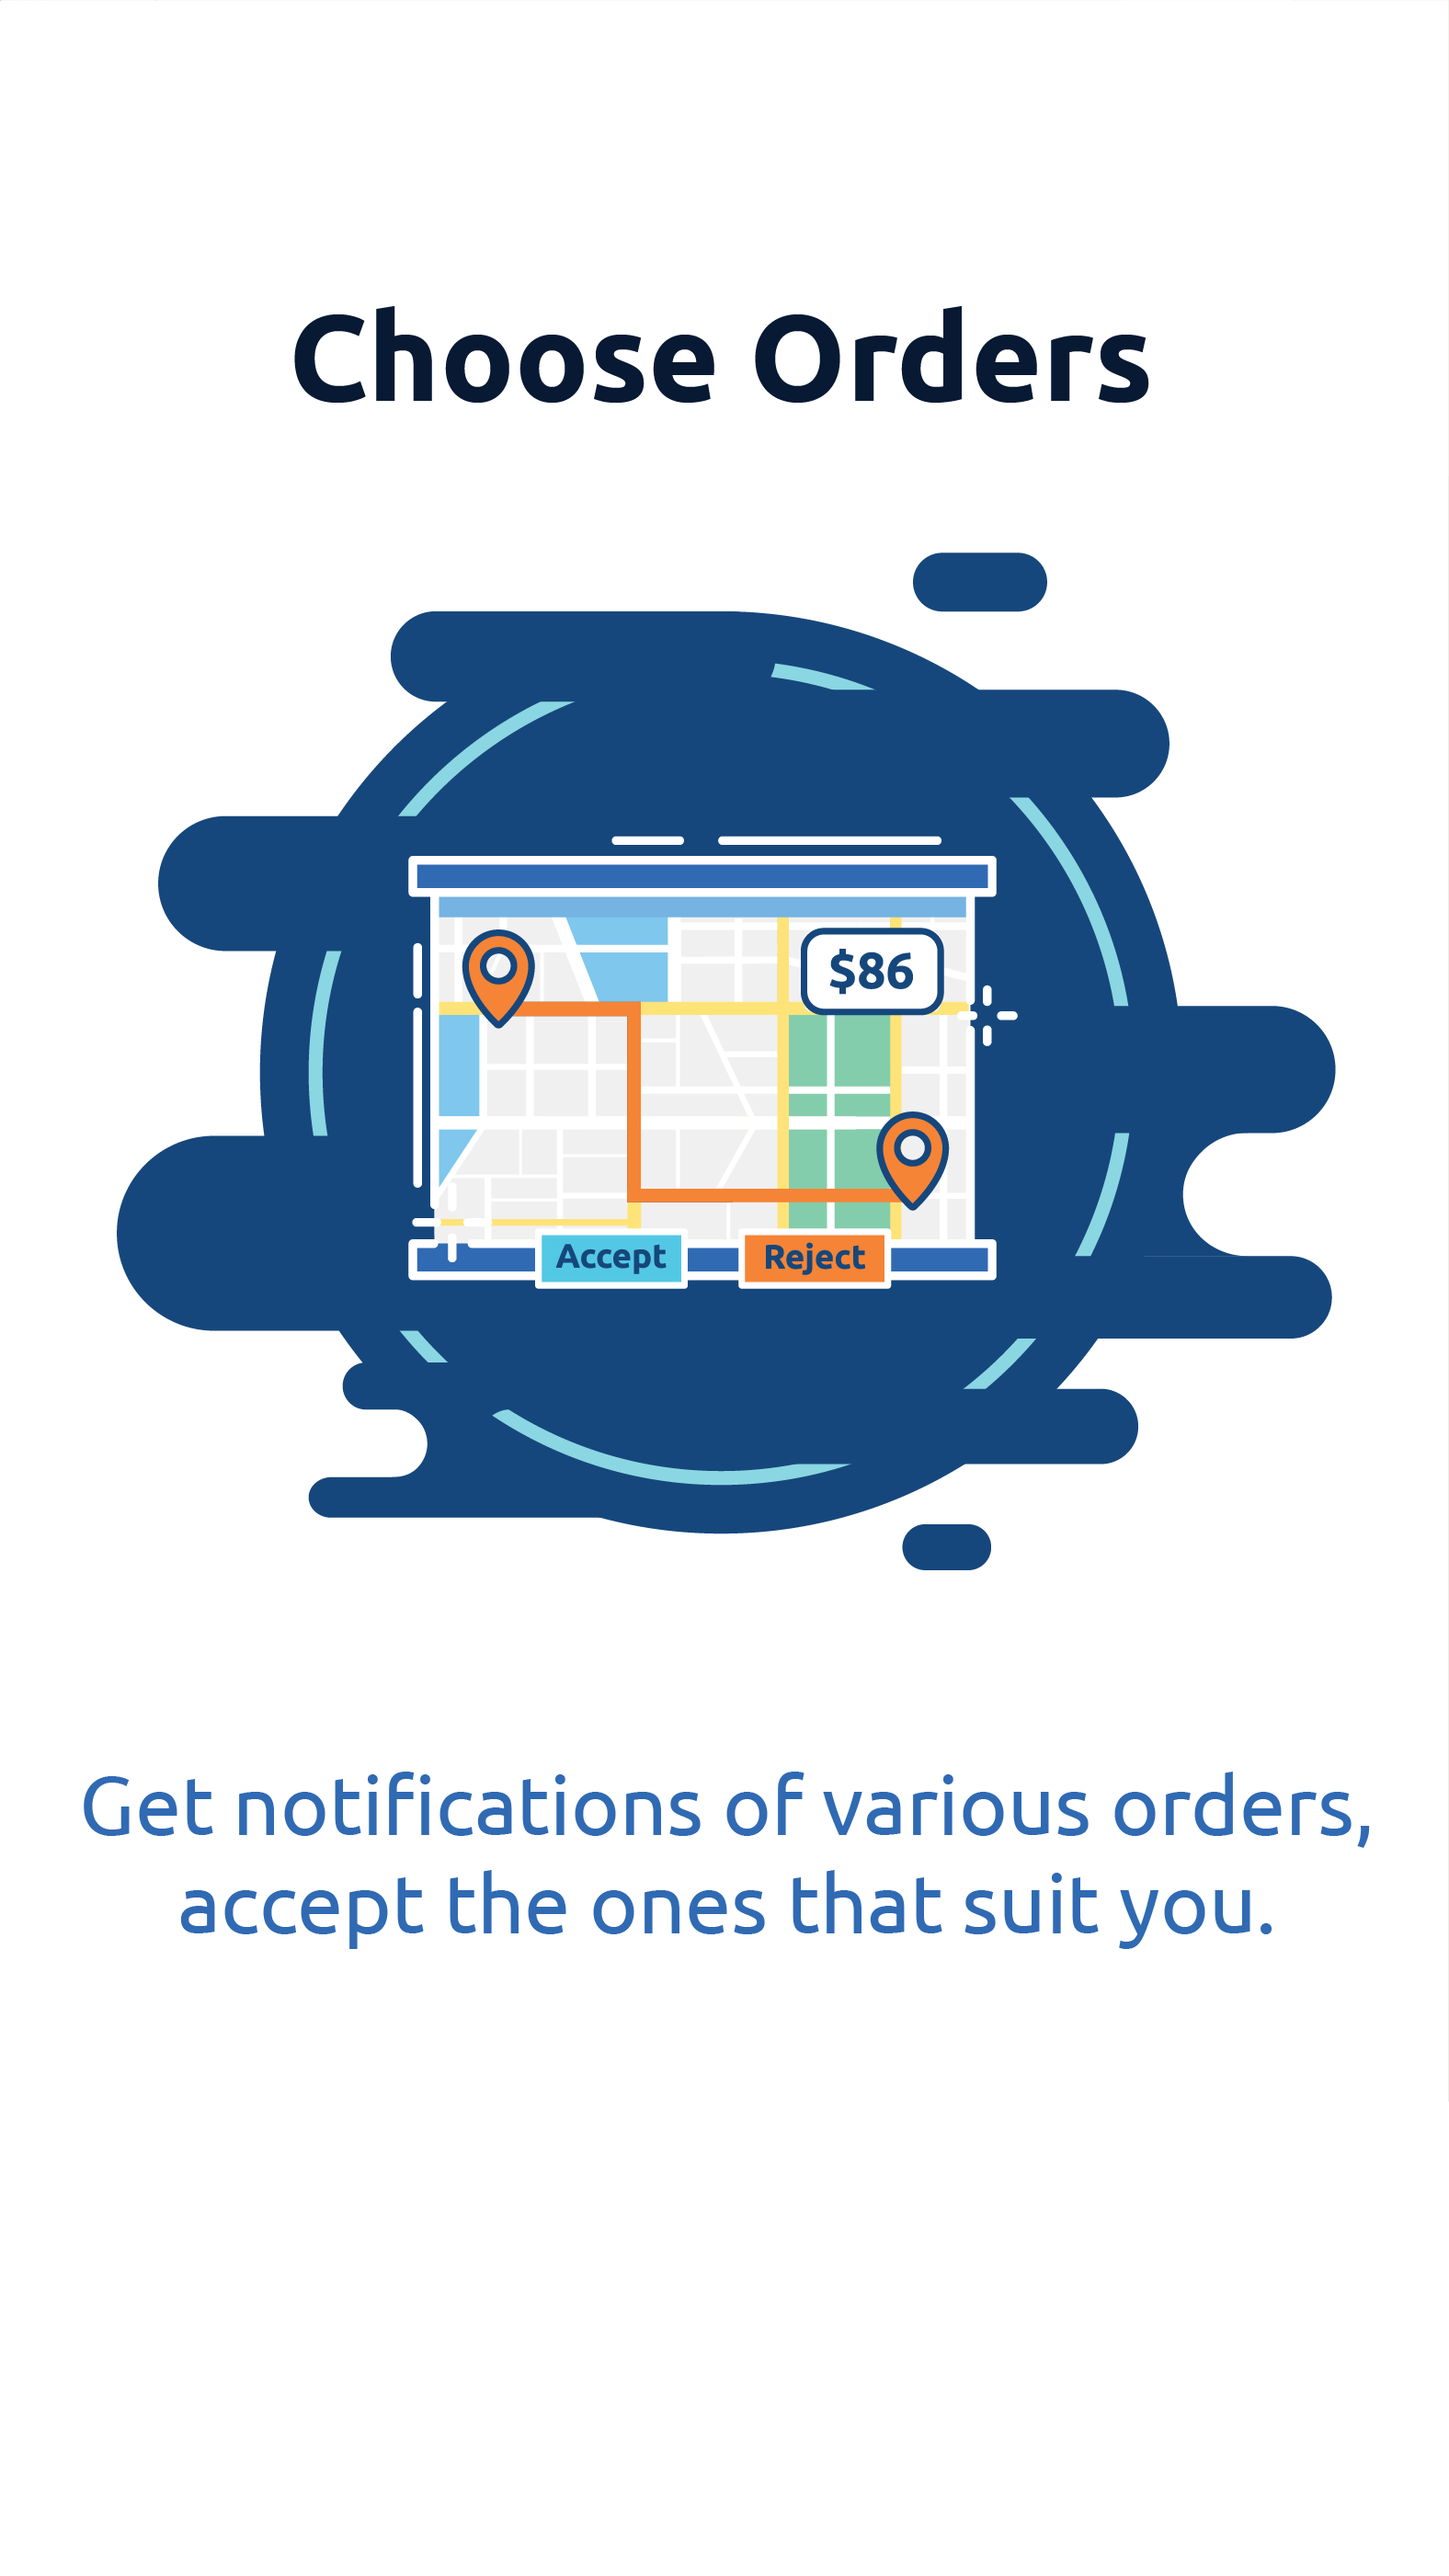 Choose Orders
$86
Accept
Reject
Get notifications of various orders,
accept the ones that suit you.